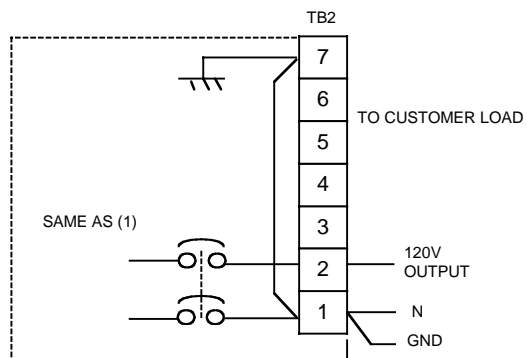 TB2
7
6
TO CUSTOMER LOAD
5
4
3
SAME AS (1)
2
120V
OUTPUT
1
N
GND